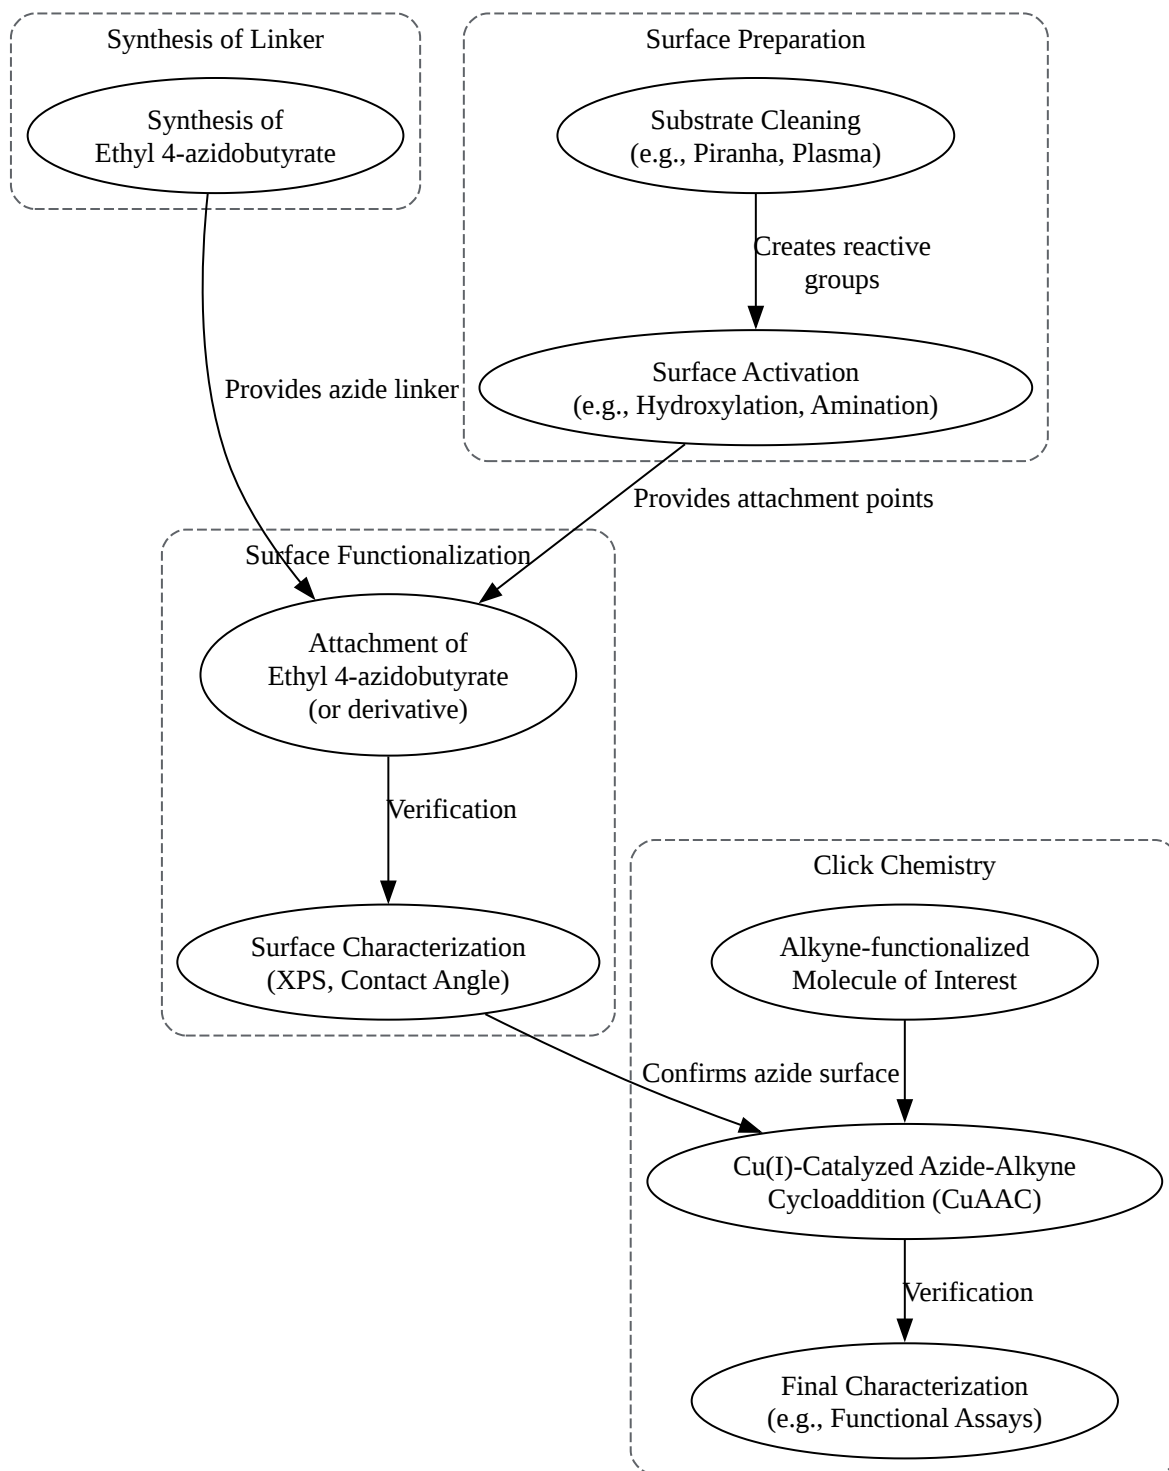 Synthesis of Linker
Synthesis of
Ethyl 4-azidobutyrate
Surface Preparation
Substrate Cleaning
(e.g., Piranha, Plasma)
Creates reactive
groups
Surface Activation
(e.g., Hydroxylation, Amination)
Provides azide linker
Provides attachment points
Surface Functionalization
Attachment of
Ethyl 4-azidobutyrate
(or derivative)
Verification
Surface Characterization
(XPS, Contact Angle)
Click Chemistry
Alkyne-functionalized
Molecule of Interest
Confirms azide surface
Cu(I)-Catalyzed Azide-Alkyne
Cycloaddition (CuAAC)
Verification
Final Characterization
(e.g., Functional Assays)